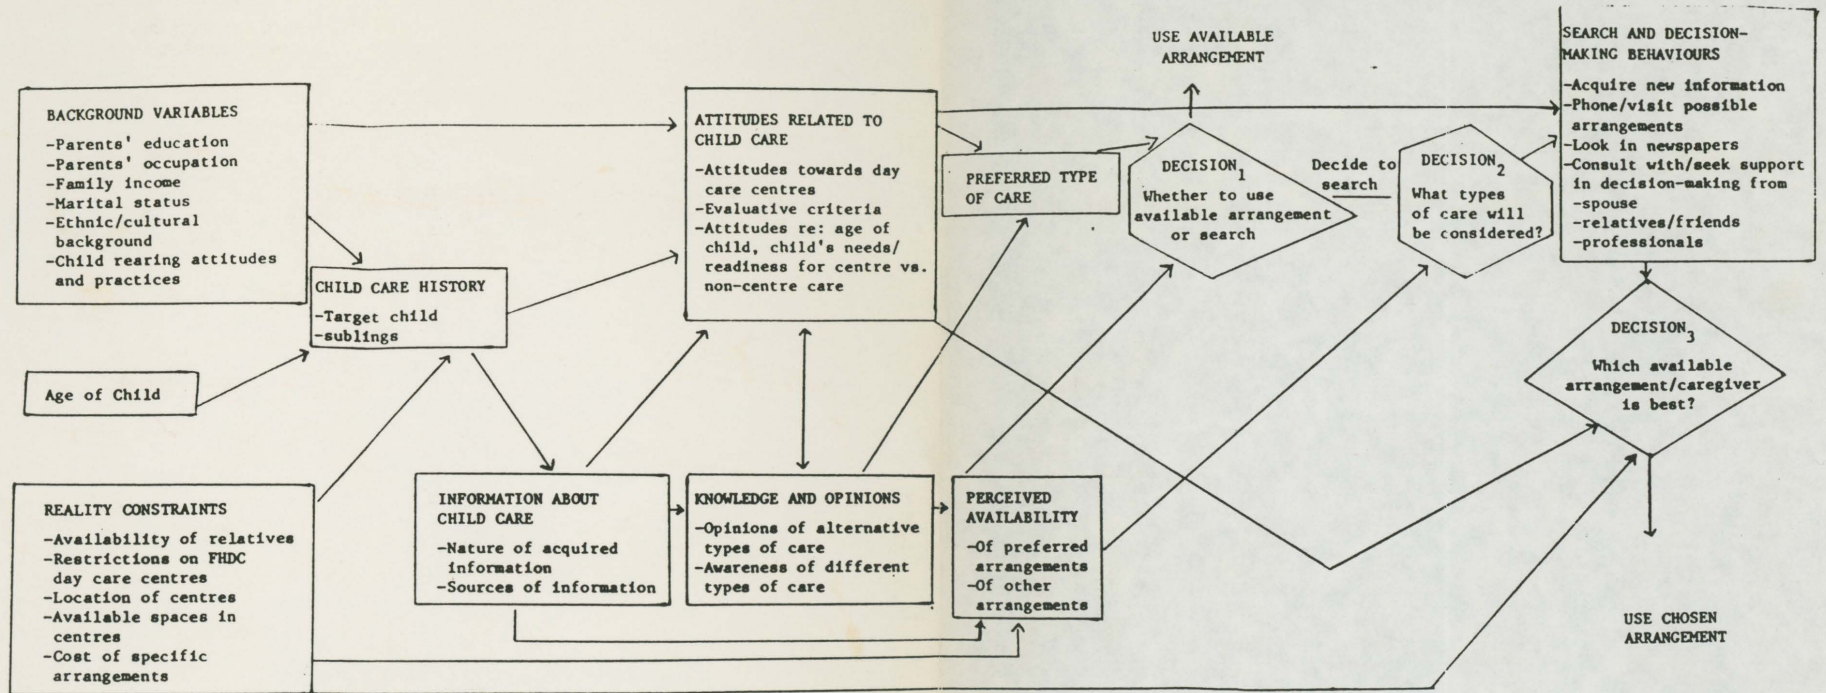 BACKGROUND VARIABLES
-Parents' education
-Parents' occupation
-Family income
-Marital status
-Ethnic/cultural
background
-Child rearing attitudes
and practices
CHILD CARE HISTORY
-Target child
-sublings
Age of Child
REALITY CONSTRAINTS
-Availability of relatives
-Restrictions on FHDC
day care centres
-Location of centres
-Available spaces in
centres
-Cost of specific
arrangements
INFORMATION ABOUT
CHILD CARE
-Nature of acquired
information
-Sources of information
ATTITUDES RELATED TO
CHILD CARE
-Attitudes towards day
care centres
-Evaluative criteria
-Attitudes re: age of
child, child's needs/
readiness for centre vs.
non-centre care
KNOWLEDGE AND OPINIONS
-Opinions of alternative
types of care
-Awareness of different
types of care
PREFERRED TYPE
OF CARE
PERCEIVED
AVAILABILITY
-Of preferred
arrangements
-Of other
arrangements
USE AVAILABLE
ARRANGEMENT
DECISION1
Whether to use
available arrangement
or search
Decide to
search
DECISION2
What types
of care will
be considered?
SEARCH AND DECISION-
MAKING BEHAVIOURS
-Acquire new information
-Phone/visit possible
arrangements
-Look in newspapers
-Consult with/seek support
in decision-making from
-spouse
-relatives/friends
-professionals
DECISION3
Which available
arrangement/caregiver
is best?
USE CHOSEN
ARRANGEMENT